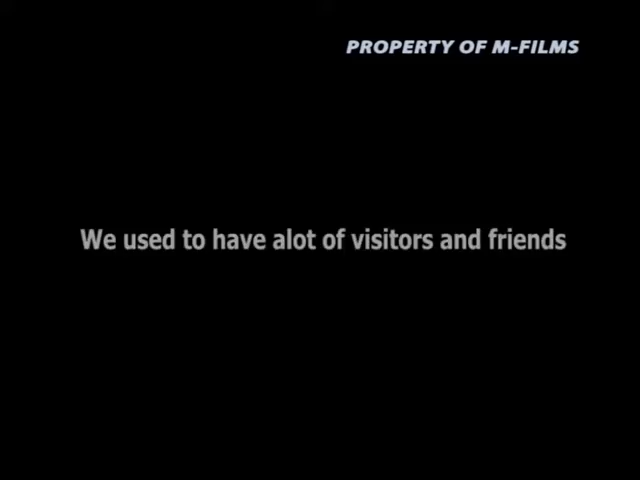 PROPERTY OF M-FILMS
We used to have alot of visitors and friends